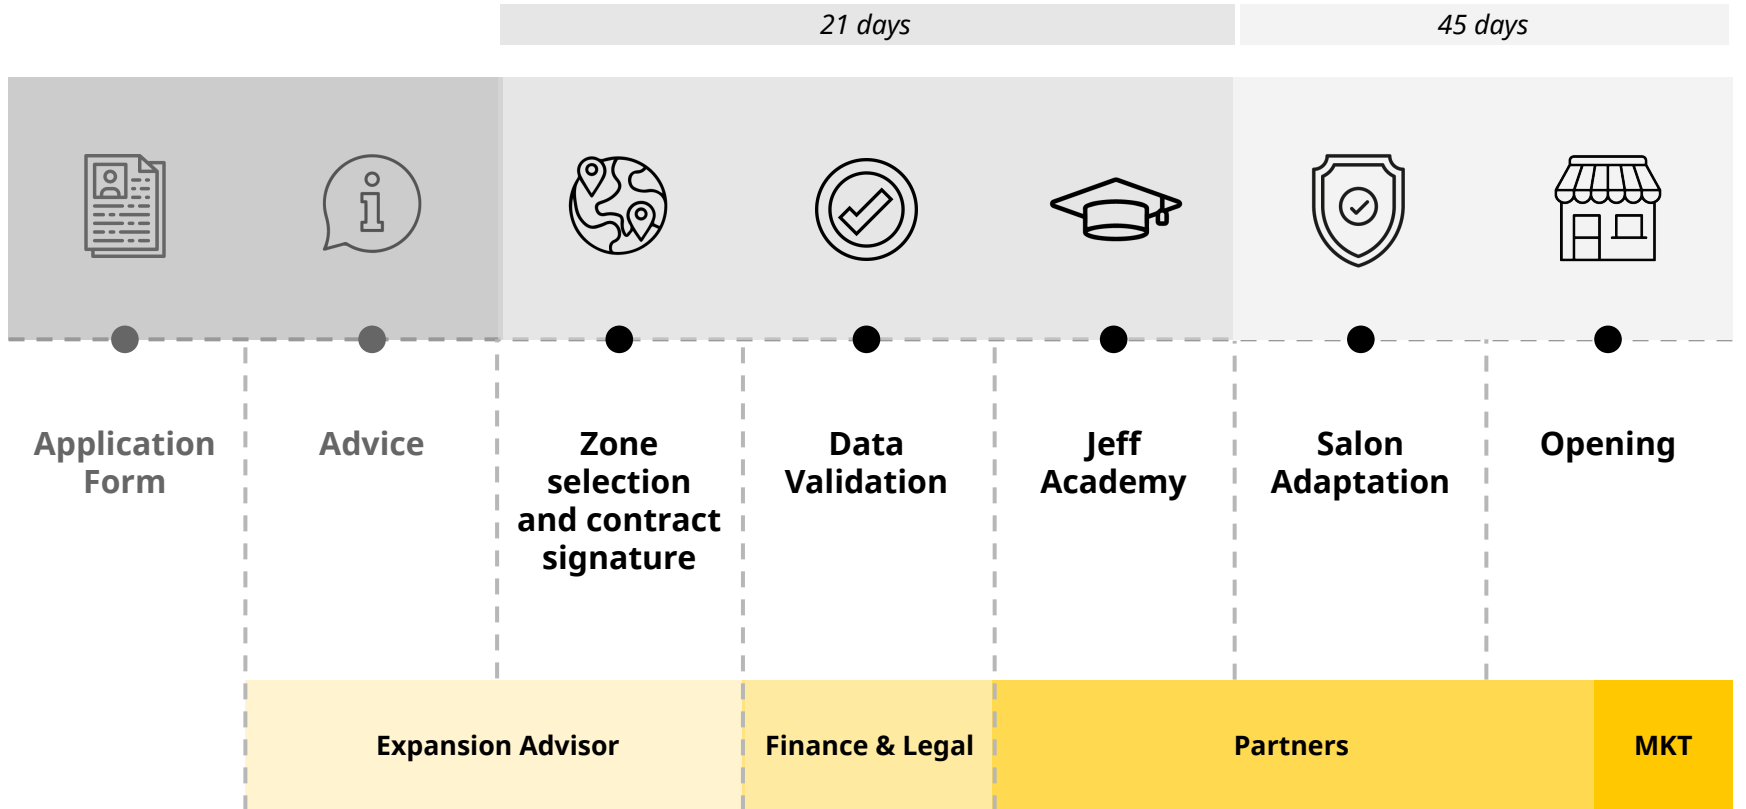 21 days
45 days
Application
Form
Advice
Zone
selection
and contract
signature
Data
Validation
Jeff
Academy
Salon
Adaptation
Opening
Expansion Advisor
Finance & Legal
Partners
MKT